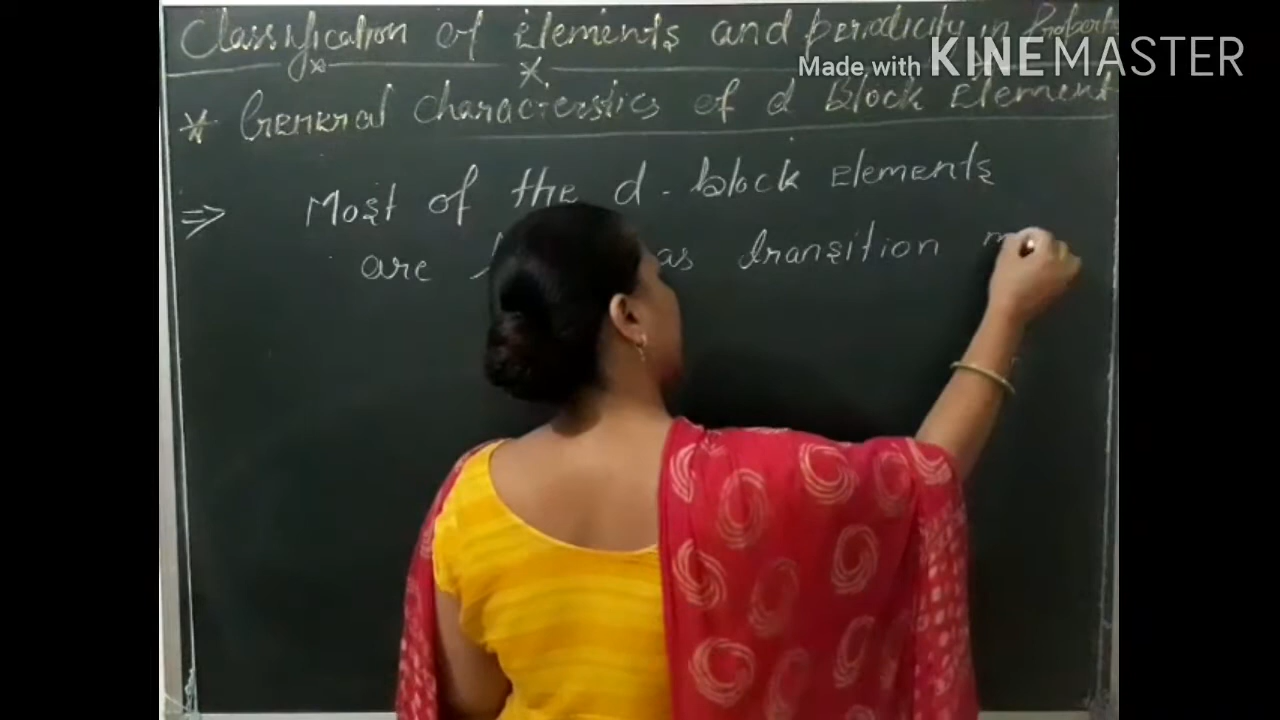 Classification of Elements and periodicity in
Made with KINEMASTER
* General characterstics of d Block Element
⇒ Most of the d-block Elements
are as transition